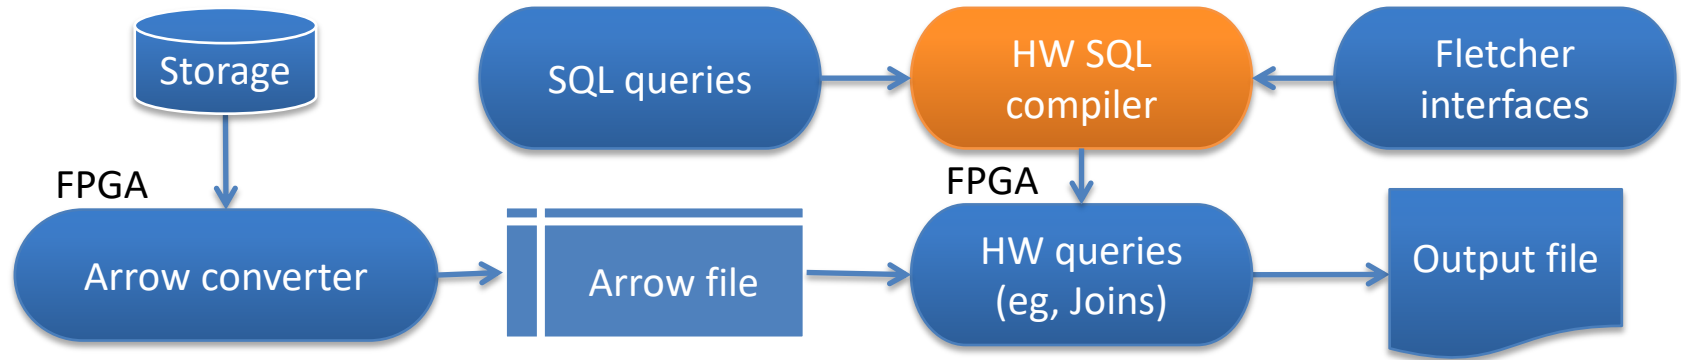 Storage
SQL queries
HW SQL
compiler
Fletcher
interfaces
FPGA
FPGA
Arrow converter
Arrow file
HW queries
(eg, Joins)
Output file